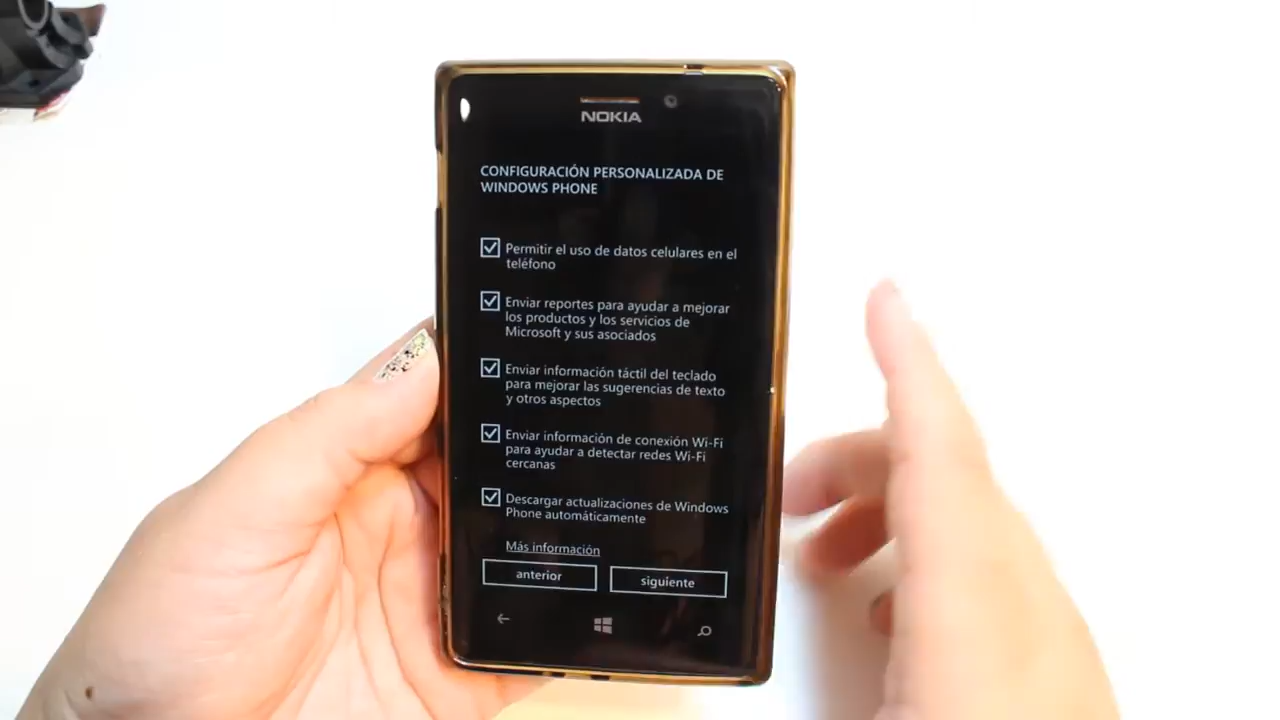 NOKIA
CONFIGURACIÓN PERSONALIZADA DE
WINDOWS PHONE
Permitir el uso de datos celulares en el
teléfono
Enviar reportes para ayudar a mejorar
los productos y los servicios de
Microsoft y sus asociados
Enviar información táctil del teclado
para mejorar las sugerencias de texto
y otros aspectos
Enviar información de conexión Wi-Fi
para ayudar a detectar redes Wi-Fi
cercanas
Descargar actualizaciones de Windows
Phone automáticamente
Más información
anterior
siguiente